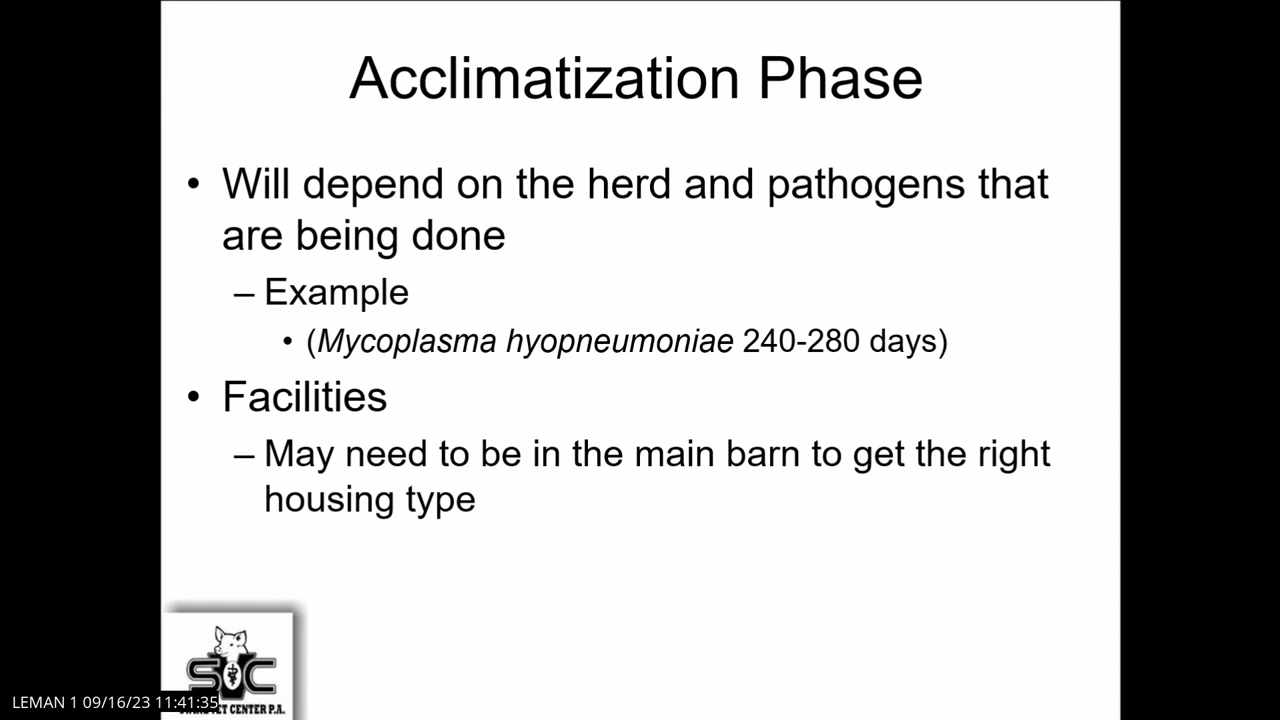 Acclimatization Phase
• Will depend on the herd and pathogens that
are being done
– Example
• (Mycoplasma hyopneumoniae 240-280 days)
• Facilities
– May need to be in the main barn to get the right
housing type
SVC
VET CENTER P.A.
LEMAN 1 09/16/23 11:41:35